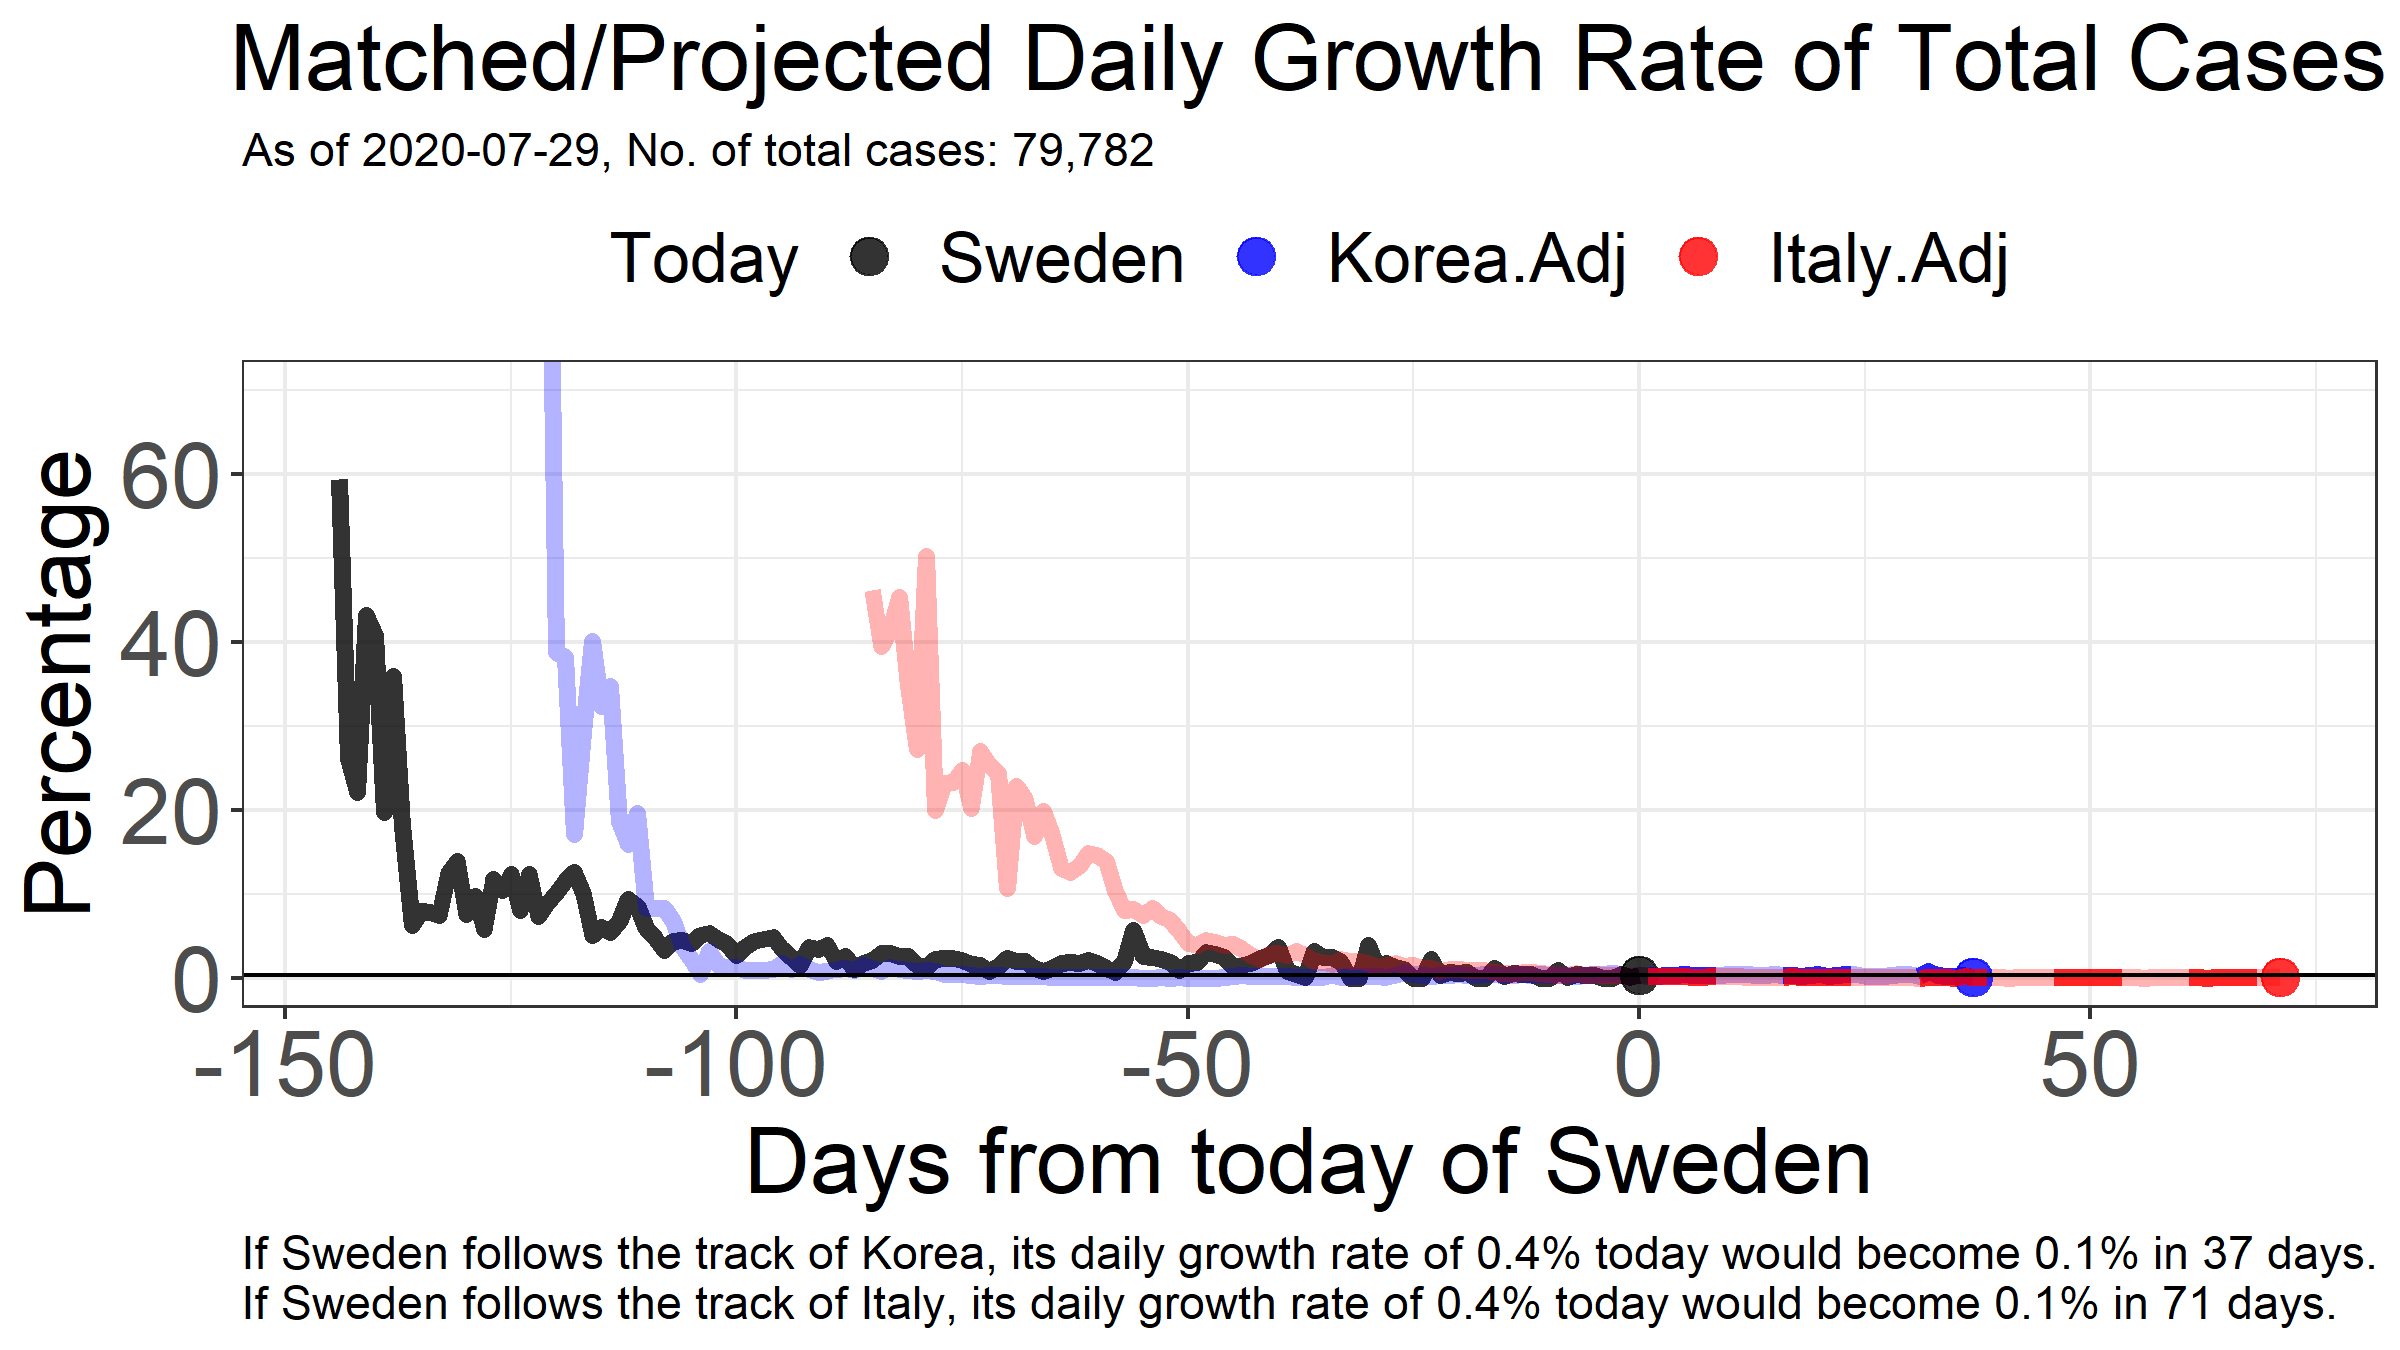 Matched/Projected Daily Growth Rate of Total Cases
As of 2020-07-29, No. of total cases: 79,782
Today Sweden Korea.Adj Italy.Adj
Percentage
60
40
20
0
-150 -100 -50 0 50
Days from today of Sweden
If Sweden follows the track of Korea, its daily growth rate of 0.4% today would become 0.1% in 37 days.
If Sweden follows the track of Italy, its daily growth rate of 0.4% today would become 0.1% in 71 days.